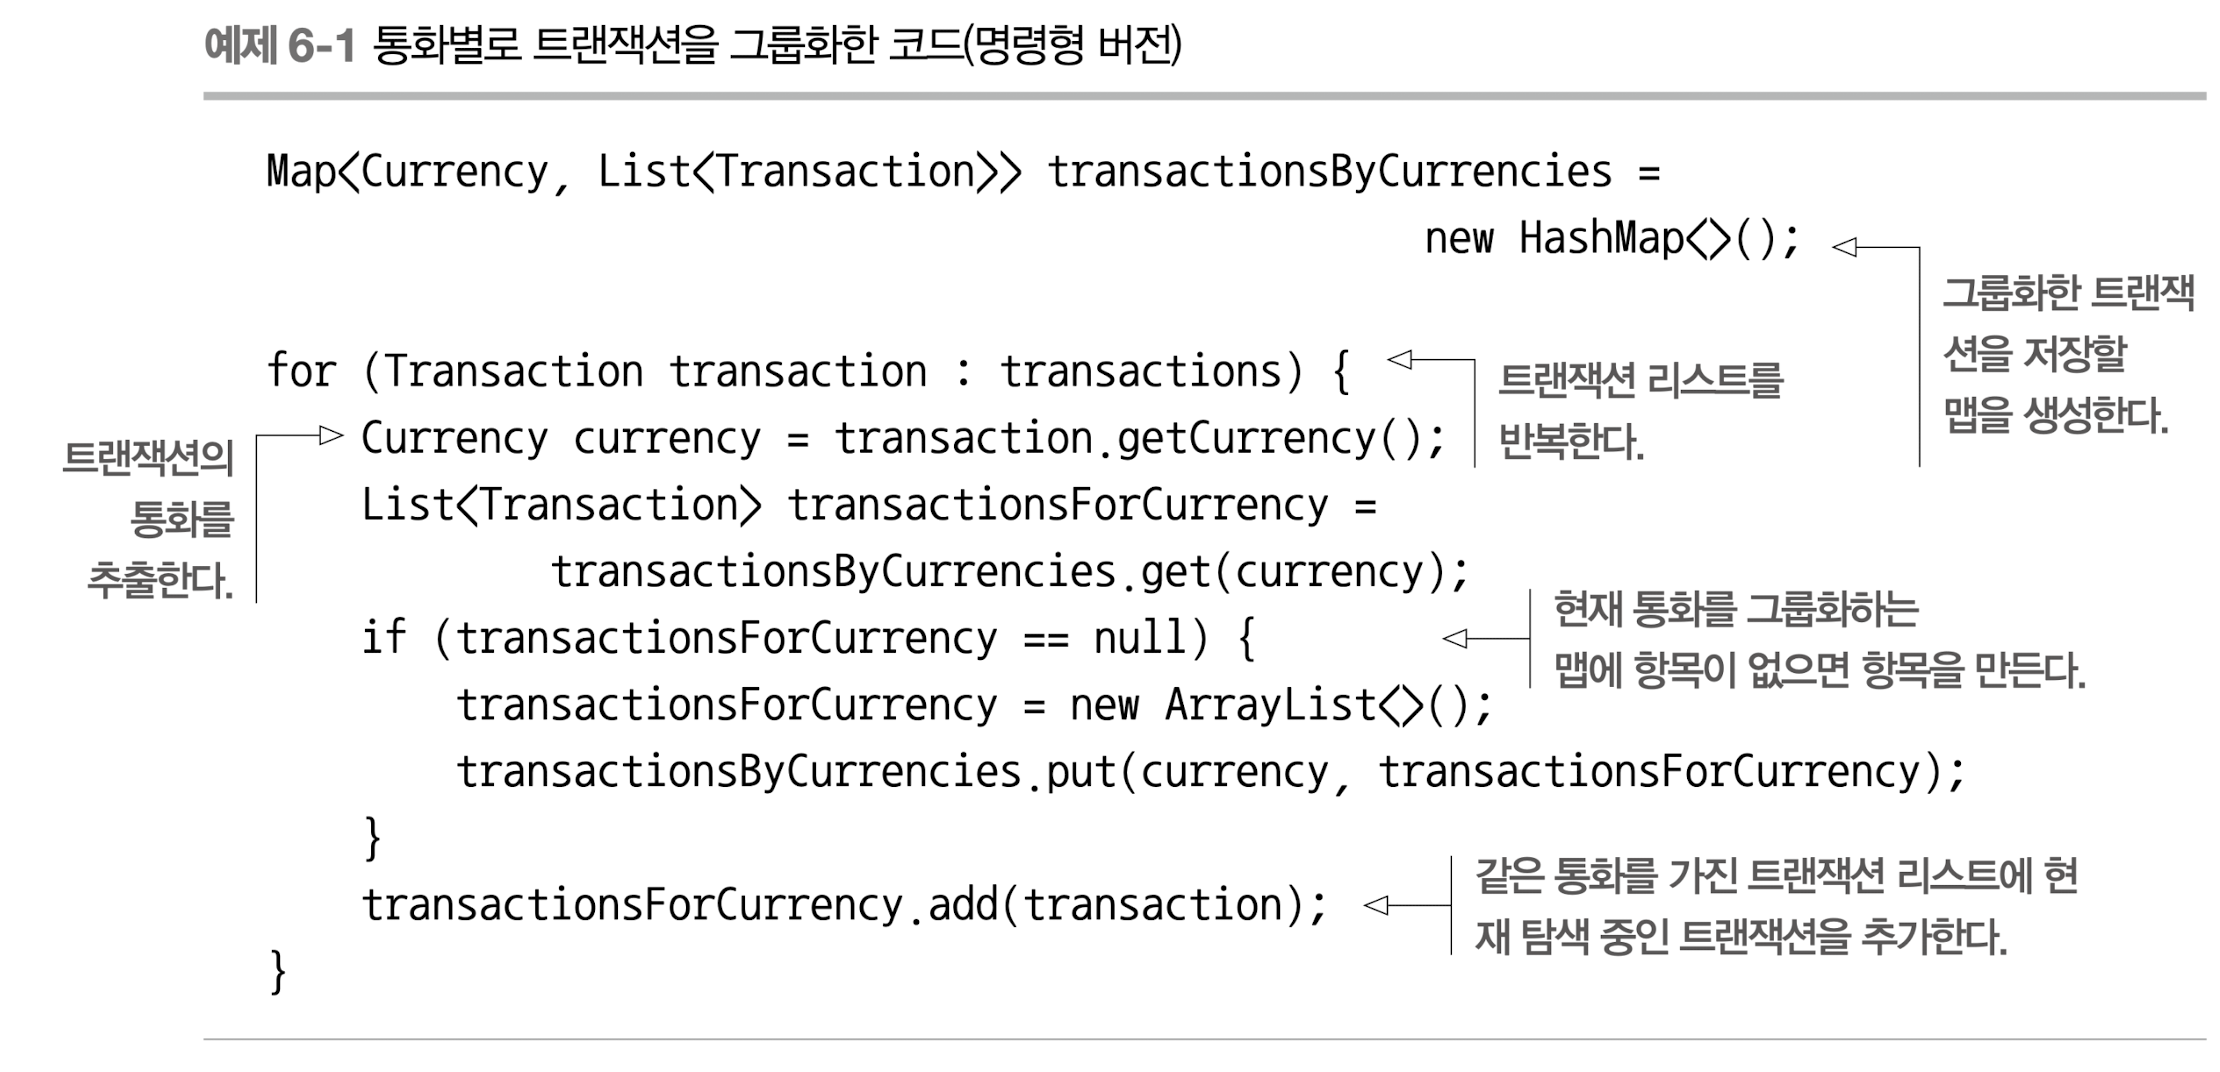 예제 6-1 통화별로 트랜잭션을 그룹화한 코드(명령형 버전)
Map<Currency, List<Transaction>> transactionsByCurrencies =
new HashMap<>();
그룹화한 트랜잭
션을 저장할
맵을 생성한다.
for (Transaction transaction : transactions) {
트랜잭션 리스트를
반복한다.
Currency currency = transaction.getCurrency();
트랜잭션의
통화를
추출한다.
List<Transaction> transactionsForCurrency =
transactionsByCurrencies.get(currency);
if (transactionsForCurrency == null) {
현재 통화를 그룹화하는
맵에 항목이 없으면 항목을 만든다.
transactionsForCurrency = new ArrayList<>();
transactionsByCurrencies.put(currency, transactionsForCurrency);
}
transactionsForCurrency.add(transaction);
같은 통화를 가진 트랜잭션 리스트에 현
재 탐색 중인 트랜잭션을 추가한다.
}